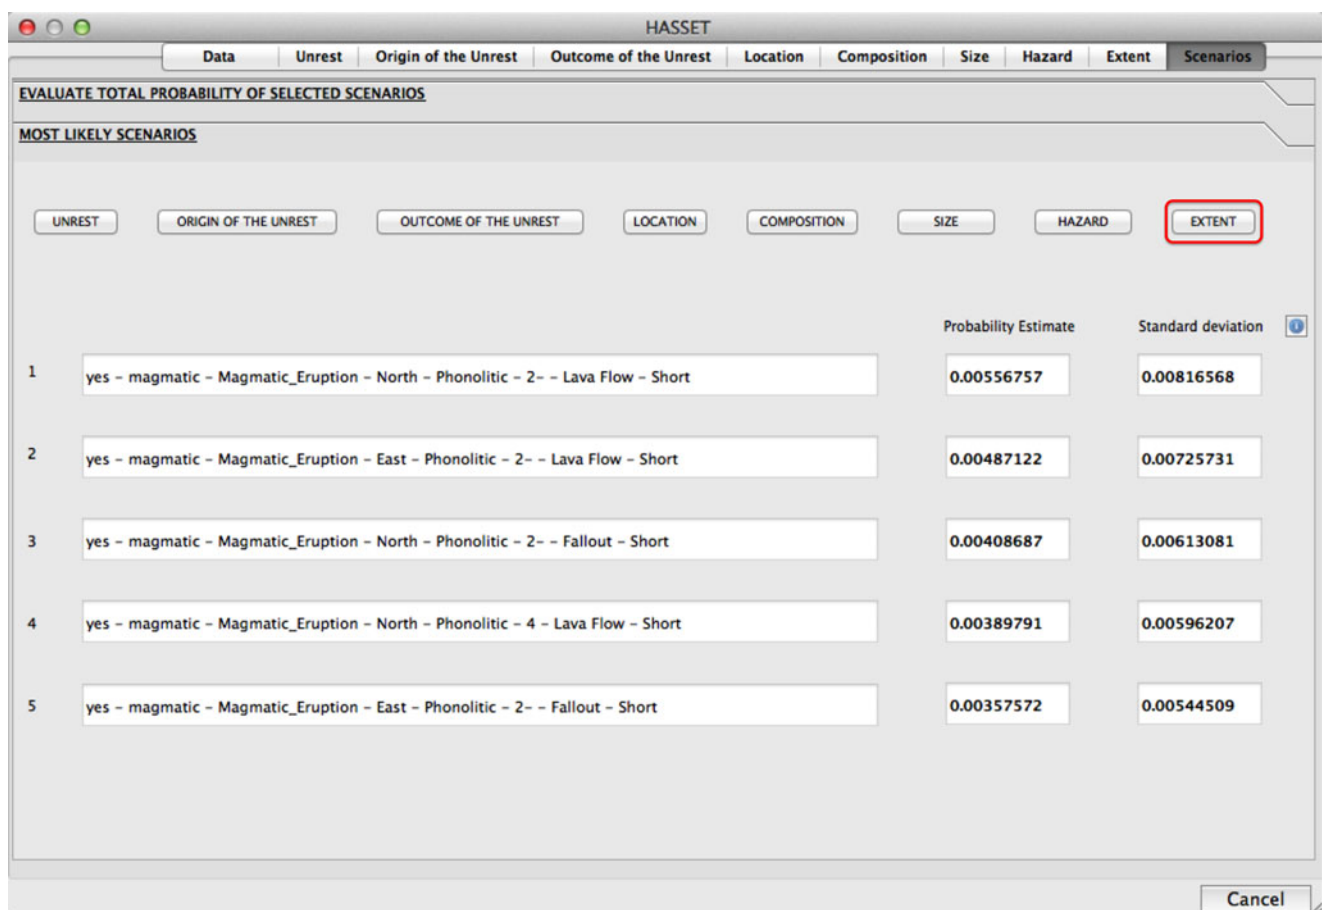 HASSET
Data Unrest Origin of the Unrest Outcome of the Unrest Location Composition Size Hazard Extent Scenarios
EVALUATE TOTAL PROBABILITY OF SELECTED SCENARIOS
MOST LIKELY SCENARIOS
UNREST ORIGIN OF THE UNREST OUTCOME OF THE UNREST LOCATION COMPOSITION SIZE HAZARD EXTENT
Probability Estimate Standard deviation
1 yes - magmatic - Magmatic_Eruption - North - Phonolitic - 2- - Lava Flow - Short 0.00556757 0.00816568
2 yes - magmatic - Magmatic_Eruption - East - Phonolitic - 2- - Lava Flow - Short 0.00487122 0.00725731
3 yes - magmatic - Magmatic_Eruption - North - Phonolitic - 2- - Fallout - Short 0.00408687 0.00613081
4 yes - magmatic - Magmatic_Eruption - North - Phonolitic - 4 - Lava Flow - Short 0.00389791 0.00596207
5 yes - magmatic - Magmatic_Eruption - East - Phonolitic - 2- - Fallout - Short 0.00357572 0.00544509
Cancel